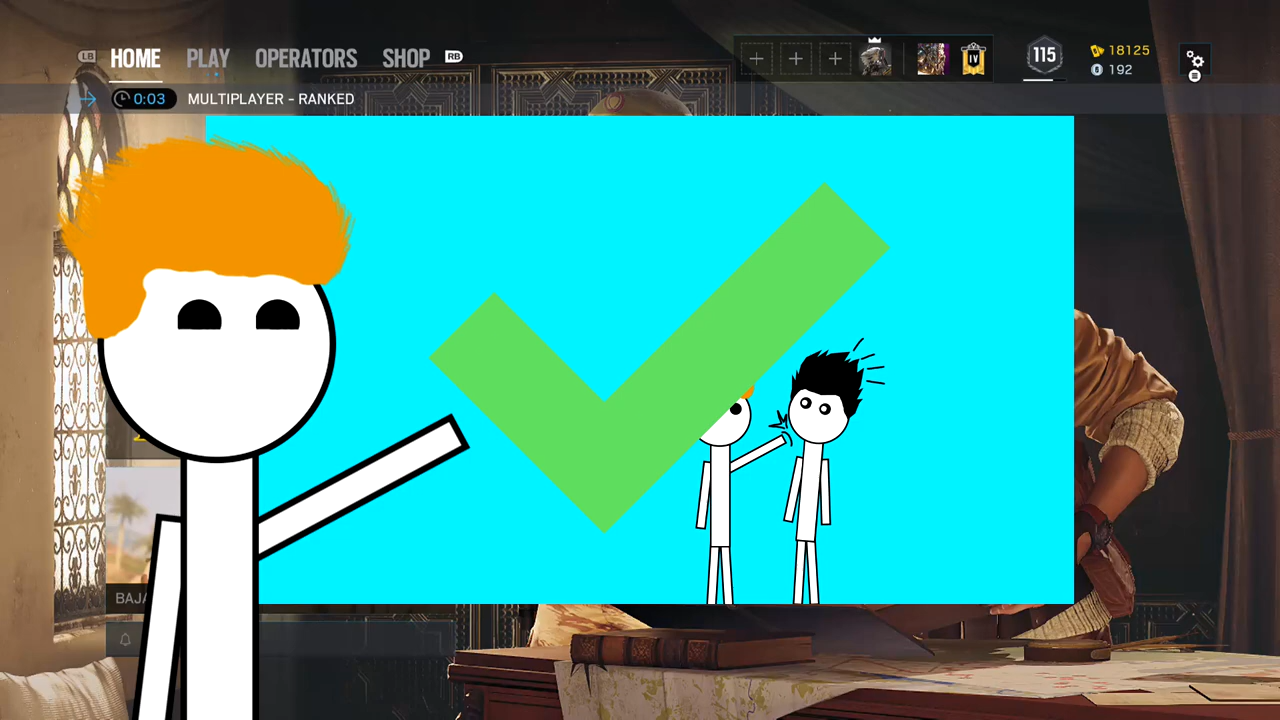 LB HOME PLAY OPERATORS SHOP RB
IV
115
18125
192
0:03 MULTIPLAYER - RANKED
BAJA